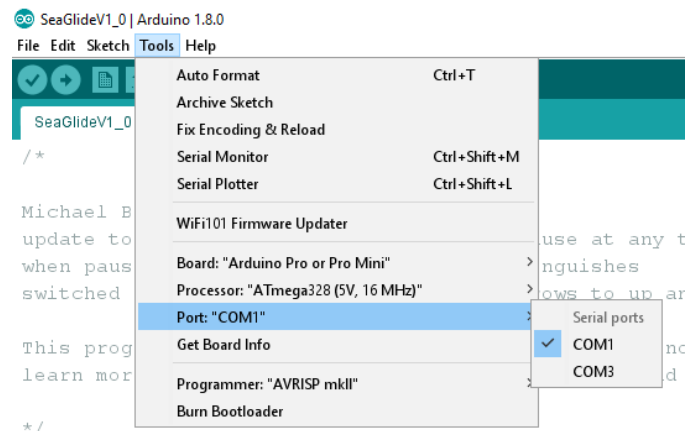 SeaGlideV1_0 | Arduino 1.8.0
File Edit Sketch Tools Help
SeaGlideV1_0
Auto Format Ctrl+T
Archive Sketch
Fix Encoding & Reload
Serial Monitor Ctrl+Shift+M
Serial Plotter Ctrl+Shift+L
WiFi101 Firmware Updater
Board: "Arduino Pro or Pro Mini"
Processor: "ATmega328 (5V, 16 MHz)"
Port: "COM1"
Get Board Info
Programmer: "AVRISP mkII"
Burn Bootloader
Serial ports
COM1
COM3
/*
Michael B
update to use at any t
when paus nguishes
switched ows to up an
This prog
learn mor
*/